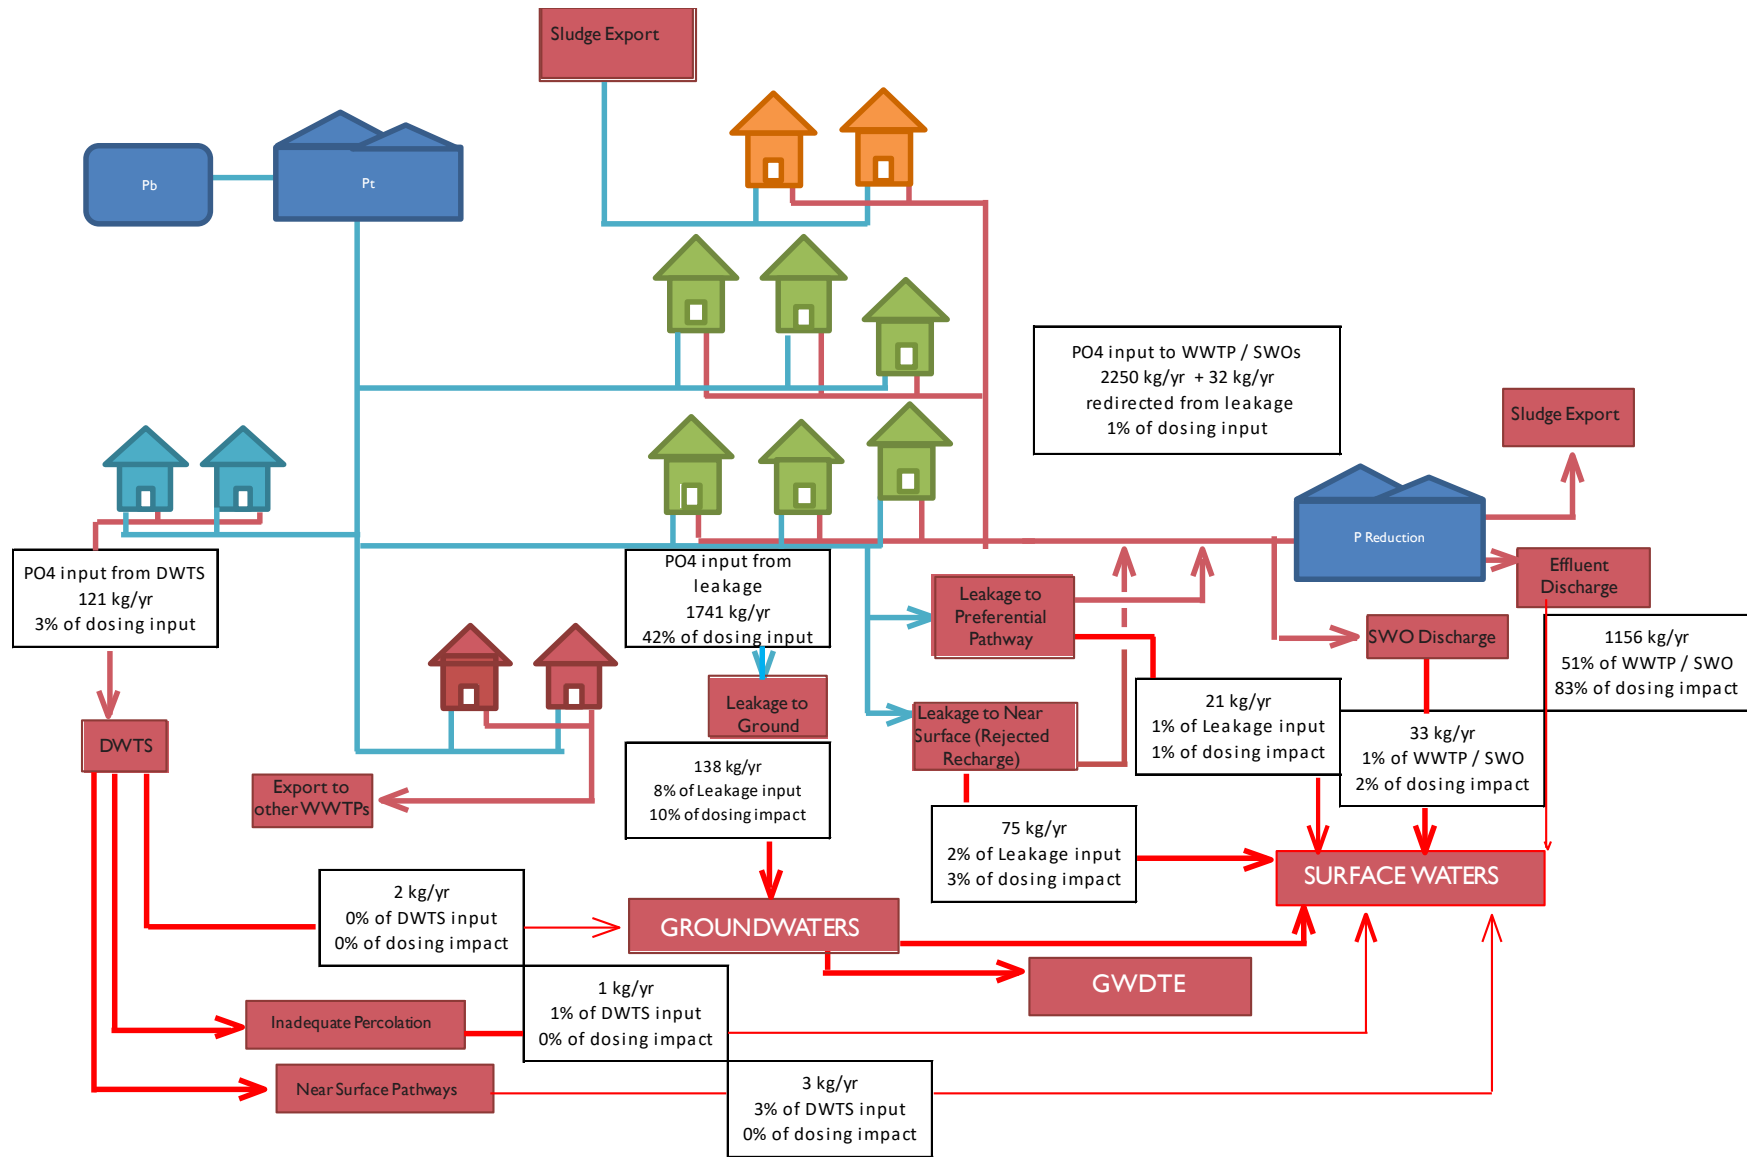 Sludge Export
Pb
Pt
PO4 input to WWTP / SWOs
2250 kg/yr + 32 kg/yr
redirected from leakage
1% of dosing input
Sludge Export
P Reduction
PO4 input from DWTS
121 kg/yr
3% of dosing input
PO4 input from
leakage
1741 kg/yr
42% of dosing input
Leakage to
Preferential
Pathway
Effluent
Discharge
SWO Discharge
1156 kg/yr
51% of WWTP / SWO
83% of dosing impact
DWTS
Leakage to
Ground
Leakage to Near
Surface (Rejected
Recharge)
21 kg/yr
1% of Leakage input
1% of dosing impact
33 kg/yr
1% of WWTP / SWO
2% of dosing impact
Export to
other WWTPs
138 kg/yr
8% of Leakage input
10% of dosing impact
75 kg/yr
2% of Leakage input
3% of dosing impact
SURFACE WATERS
2 kg/yr
0% of DWTS input
0% of dosing impact
GROUNDWATERS
GWDTE
Inadequate Percolation
1 kg/yr
1% of DWTS input
0% of dosing impact
Near Surface Pathways
3 kg/yr
3% of DWTS input
0% of dosing impact